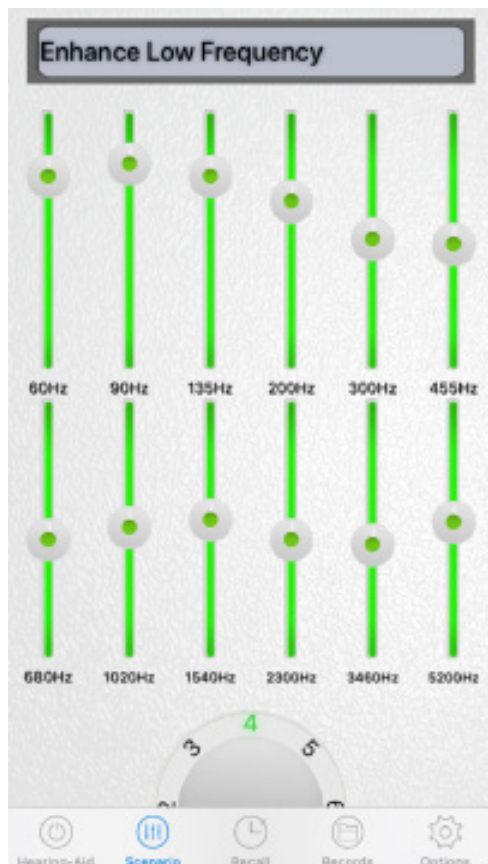 Enhance Low Frequency
60Hz 90Hz 135Hz 200Hz 300Hz 455Hz
680Hz 1020Hz 1540Hz 2300Hz 3460Hz 5200Hz
3 4 5
Hearing-Aid Scenario Recall Records Options